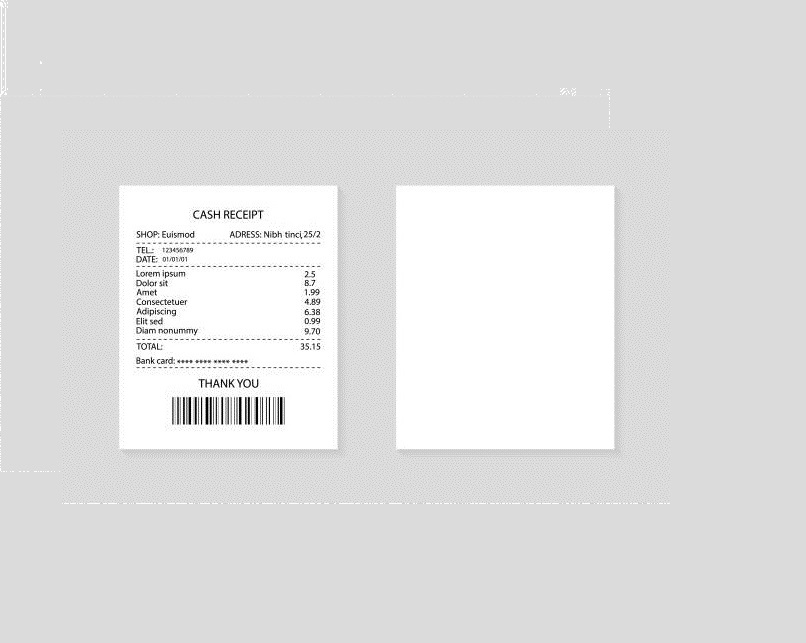 CASH RECEIPT
SHOP: Euismod ADRESS: Nibh tinci,25/2
TEL.: 123456789
DATE: 01/01/01
Lorem ipsum 2.5
Dolor sit 8.7
Amet 1.99
Consectetuer 4.89
Adipiscing 6.38
Elit sed 0.99
Diam nonummy 9.70
TOTAL: 35.15
Bank card: **** **** **** ****
THANK YOU